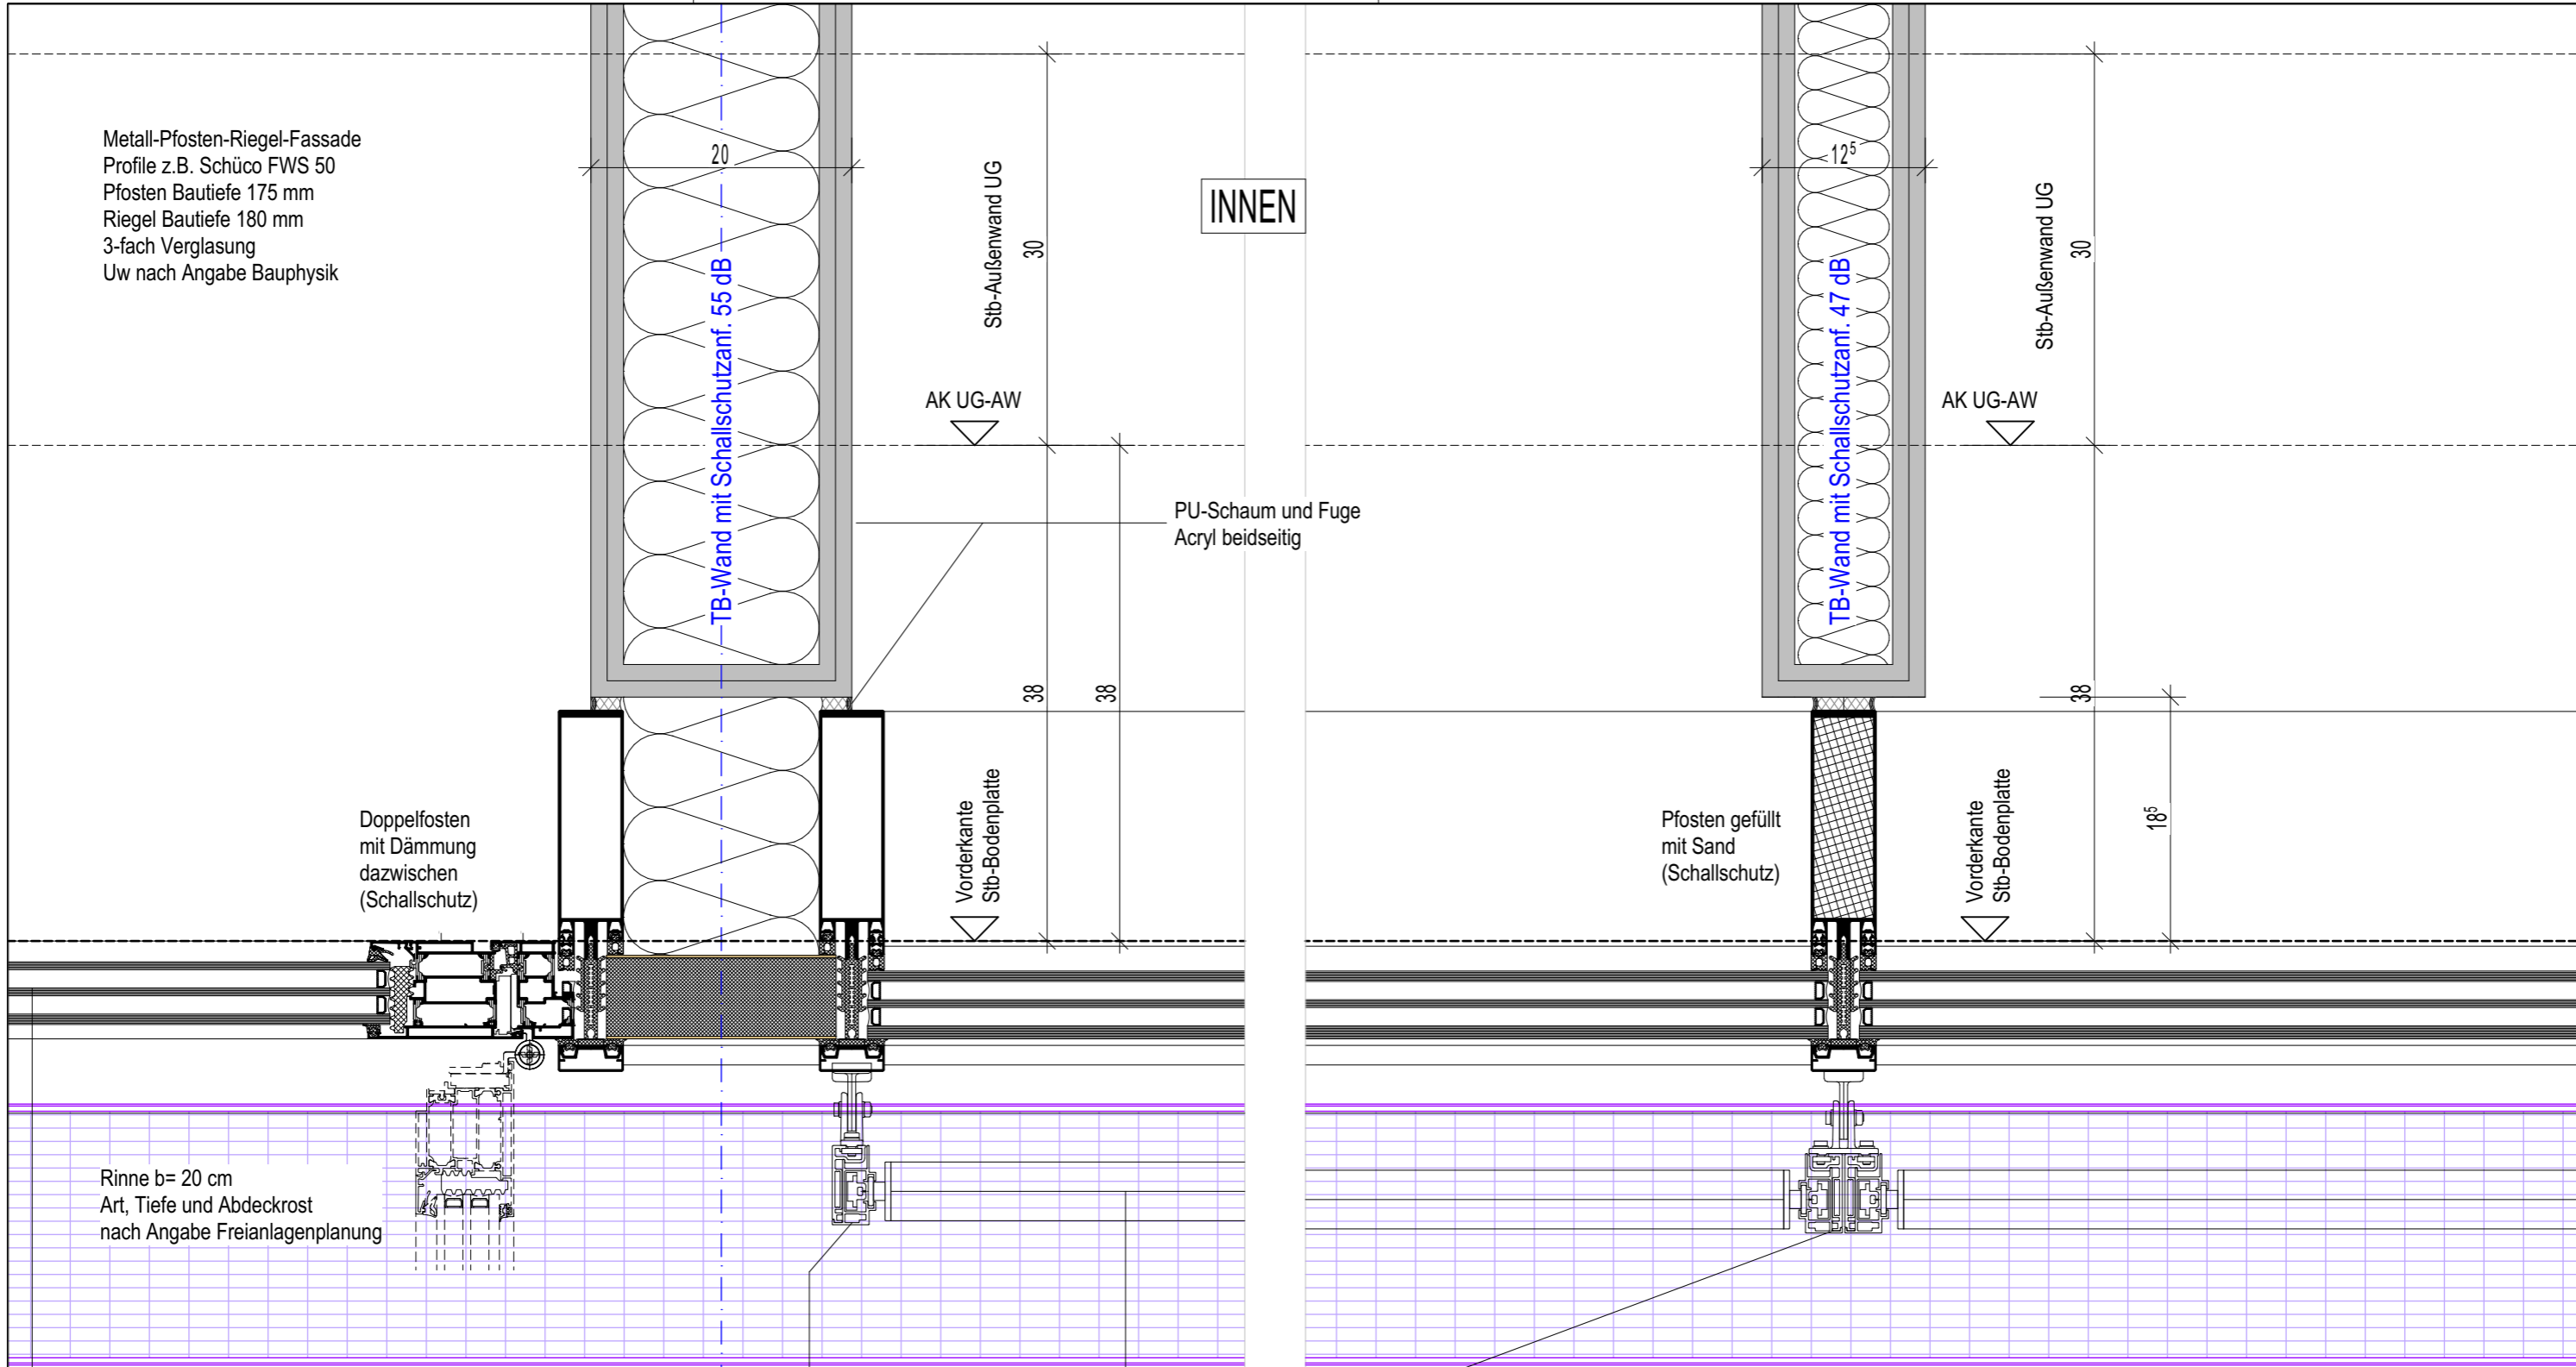 Metall-Pfosten-Riegel-Fassade
Profile z.B. Schüco FWS 50
Pfosten Bautiefe 175 mm
Riegel Bautiefe 180 mm
3-fach Verglasung
Uw nach Angabe Bauphysik
20
TB-Wand mit Schallschutzanf. 55 dB
Stb-Außenwand UG
30
AK UG-AW
INNEN
PU-Schaum und Fuge
Acryl beidseitig
38
38
Doppelfosten
mit Dämmung
dazwischen
(Schallschutz)
Vorderkante
Stb-Bodenplatte
Rinne b= 20 cm
Art, Tiefe und Abdeckrost
nach Angabe Freianlagenplanung
12⁵
TB-Wand mit Schallschutzanf. 47 dB
Stb-Außenwand UG
30
AK UG-AW
38
18⁵
Pfosten gefüllt
mit Sand
(Schallschutz)
Vorderkante
Stb-Bodenplatte